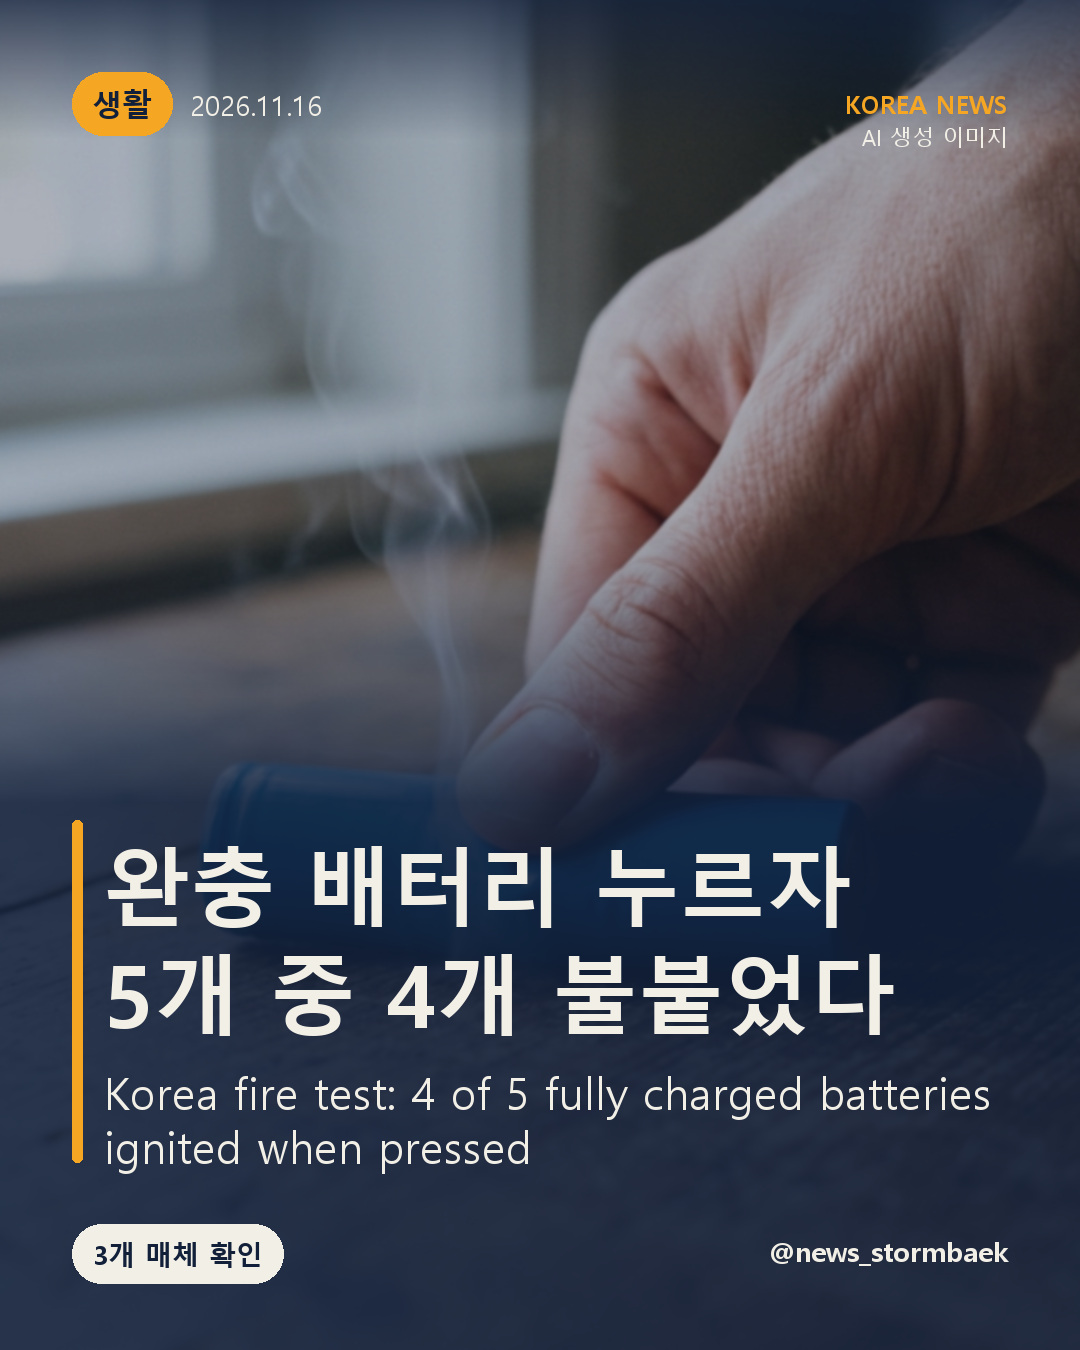 생활 2026.11.16
KOREA NEWS
AI 생성 이미지
완충 배터리 누르자
5개 중 4개 불붙었다
Korea fire test: 4 of 5 fully charged batteries
ignited when pressed
3개 매체 확인
@news_stormbaek